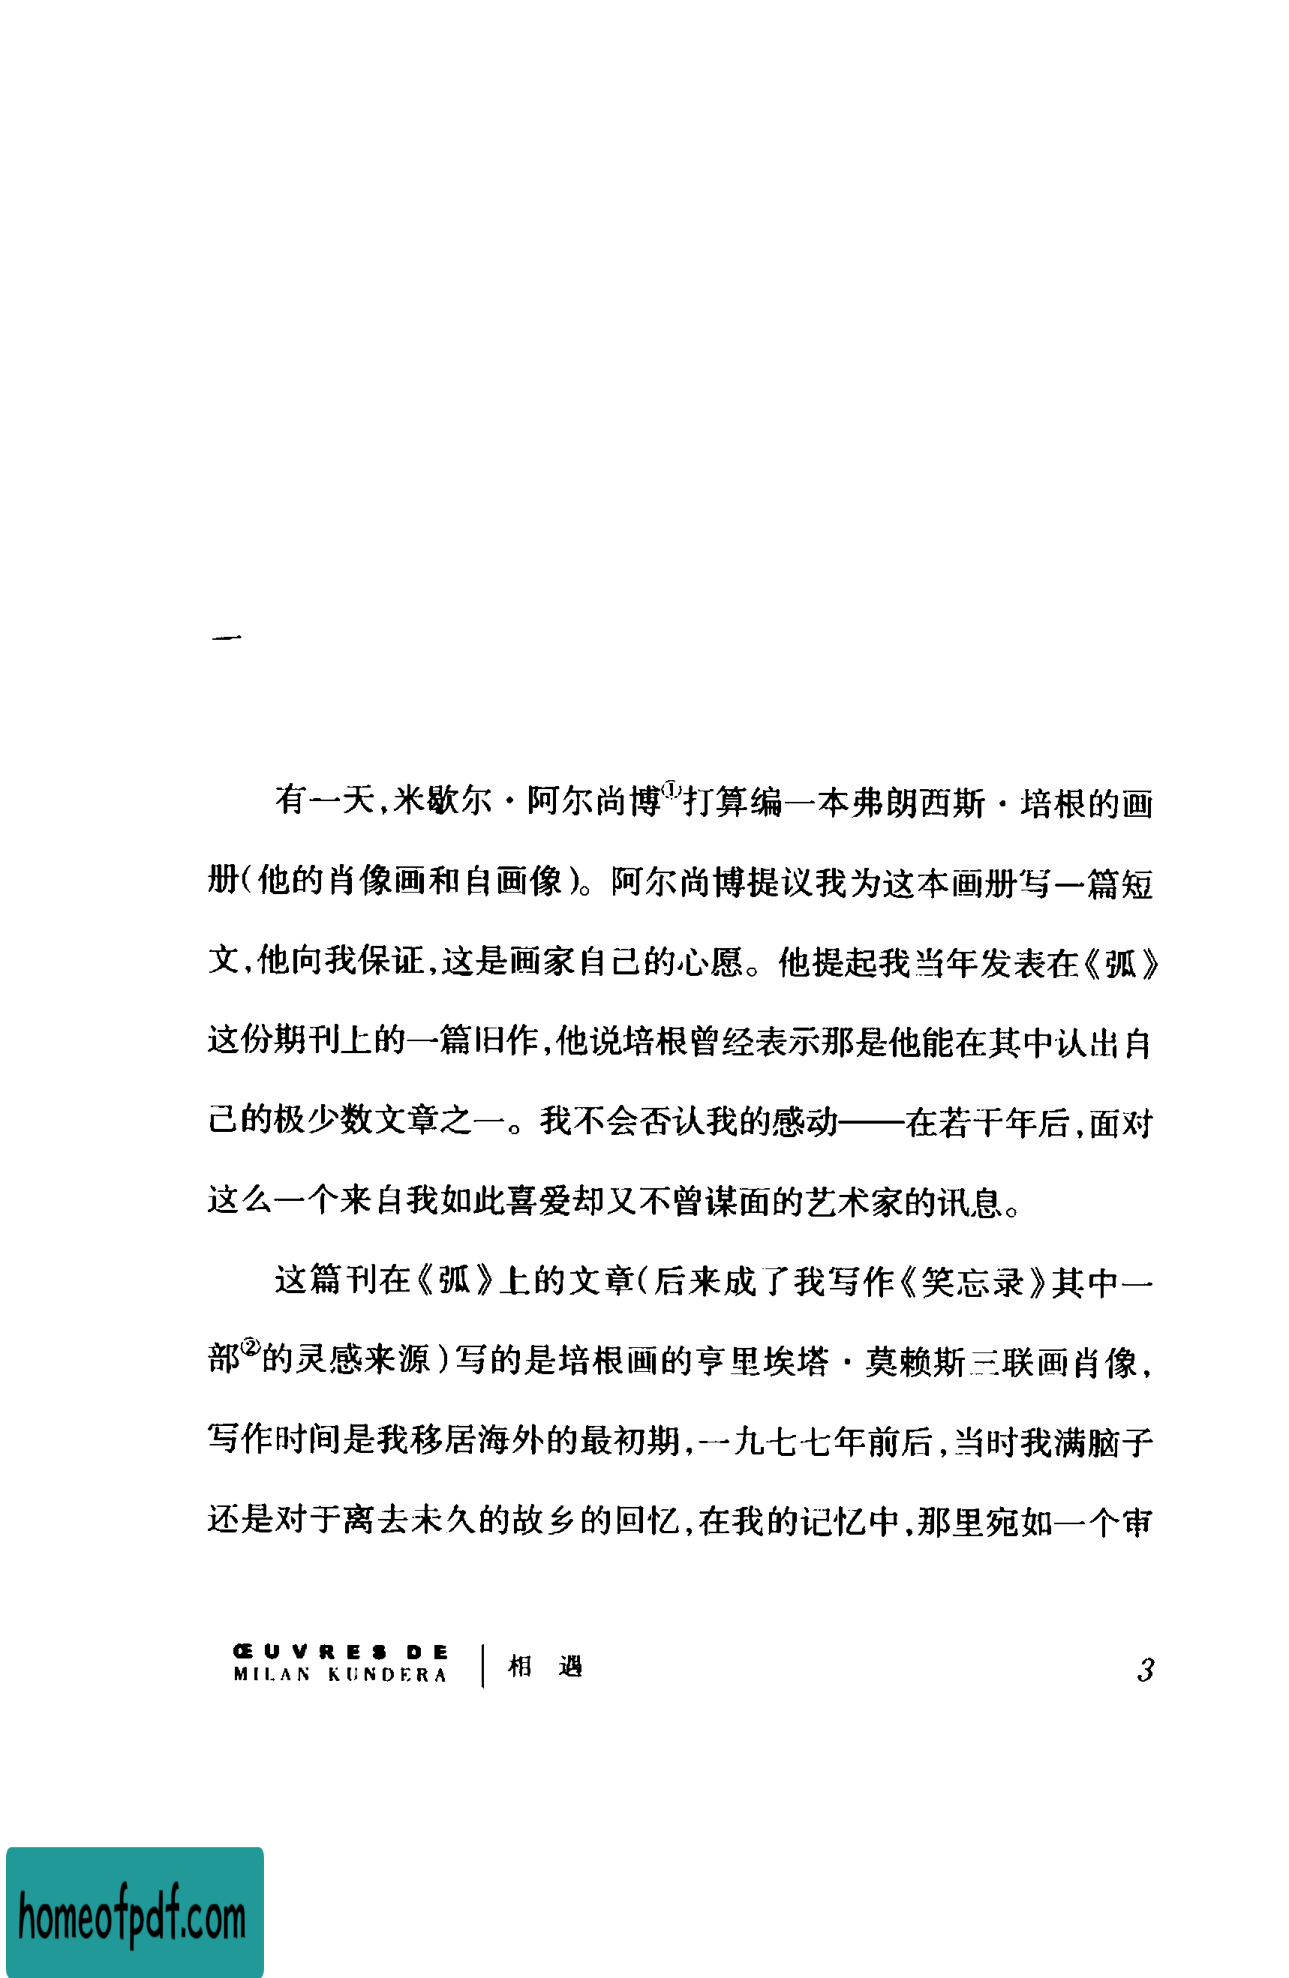 一
有一天,米歇尔·阿尔尚博①打算编一本弗朗西斯·培根的画
册(他的肖像画和自画像)。阿尔尚博提议我为这本画册写一篇短
文,他向我保证,这是画家自己的心愿。他提起我当年发表在《弧》
这份期刊上的一篇旧作,他说培根曾经表示那是他能在其中认出自
己的极少数文章之一。我不会否认我的感动——在若干年后,面对
这么一个来自我如此喜爱却又不曾谋面的艺术家的讯息。
这篇刊在《弧》上的文章(后来成了我写作《笑忘录》其中一
部②的灵感来源)写的是培根画的亨里埃塔·莫赖斯三联画肖像,
写作时间是我移居海外的最初期,一九七七年前后,当时我满脑子
还是对于离去未久的故乡的回忆,在我的记忆中,那里宛如一个审
ŒUVRES DE
MILAN KUNDERA
相 遇
3
homeofpdf.com